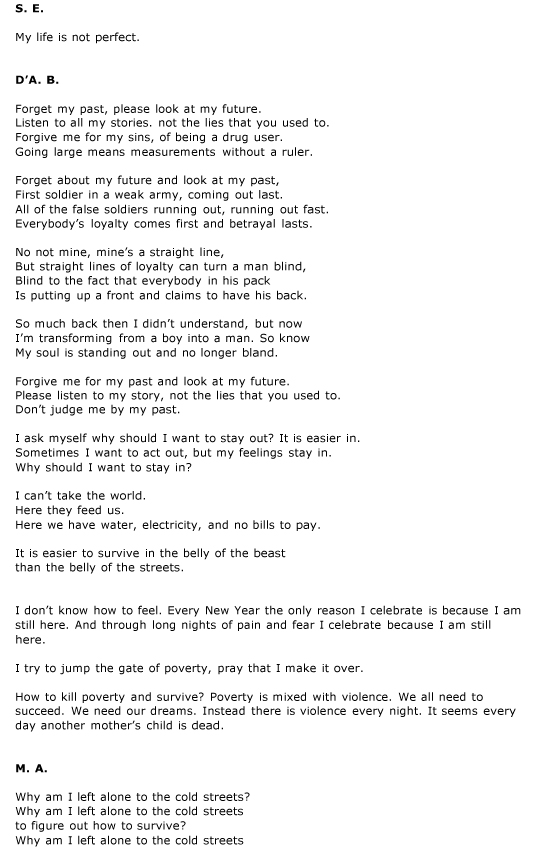 S. E.
My life is not perfect.
D'A. B.
Forget my past, please look at my future.
Listen to all my stories. not the lies that you used to.
Forgive me for my sins, of being a drug user.
Going large means measurements without a ruler.
Forget about my future and look at my past,
First soldier in a weak army, coming out last.
All of the false soldiers running out, running out fast.
Everybody's loyalty comes first and betrayal lasts.
No not mine, mine's a straight line,
But straight lines of loyalty can turn a man blind,
Blind to the fact that everybody in his pack
Is putting up a front and claims to have his back.
So much back then I didn't understand, but now
I'm transforming from a boy into a man. So know
My soul is standing out and no longer bland.
Forgive me for my past and look at my future.
Please listen to my story, not the lies that you used to.
Don't judge me by my past.
I ask myself why should I want to stay out? It is easier in.
Sometimes I want to act out, but my feelings stay in.
Why should I want to stay in?
I can't take the world.
Here they feed us.
Here we have water, electricity, and no bills to pay.
It is easier to survive in the belly of the beast
than the belly of the streets.
I don't know how to feel. Every New Year the only reason I celebrate is because I am
still here. And through long nights of pain and fear I celebrate because I am still
here.
I try to jump the gate of poverty, pray that I make it over.
How to kill poverty and survive? Poverty is mixed with violence. We all need to
succeed. We need our dreams. Instead there is violence every night. It seems every
day another mother's child is dead.
M. A.
Why am I left alone to the cold streets?
Why am I left alone to the cold streets
to figure out how to survive?
Why am I left alone to the cold streets